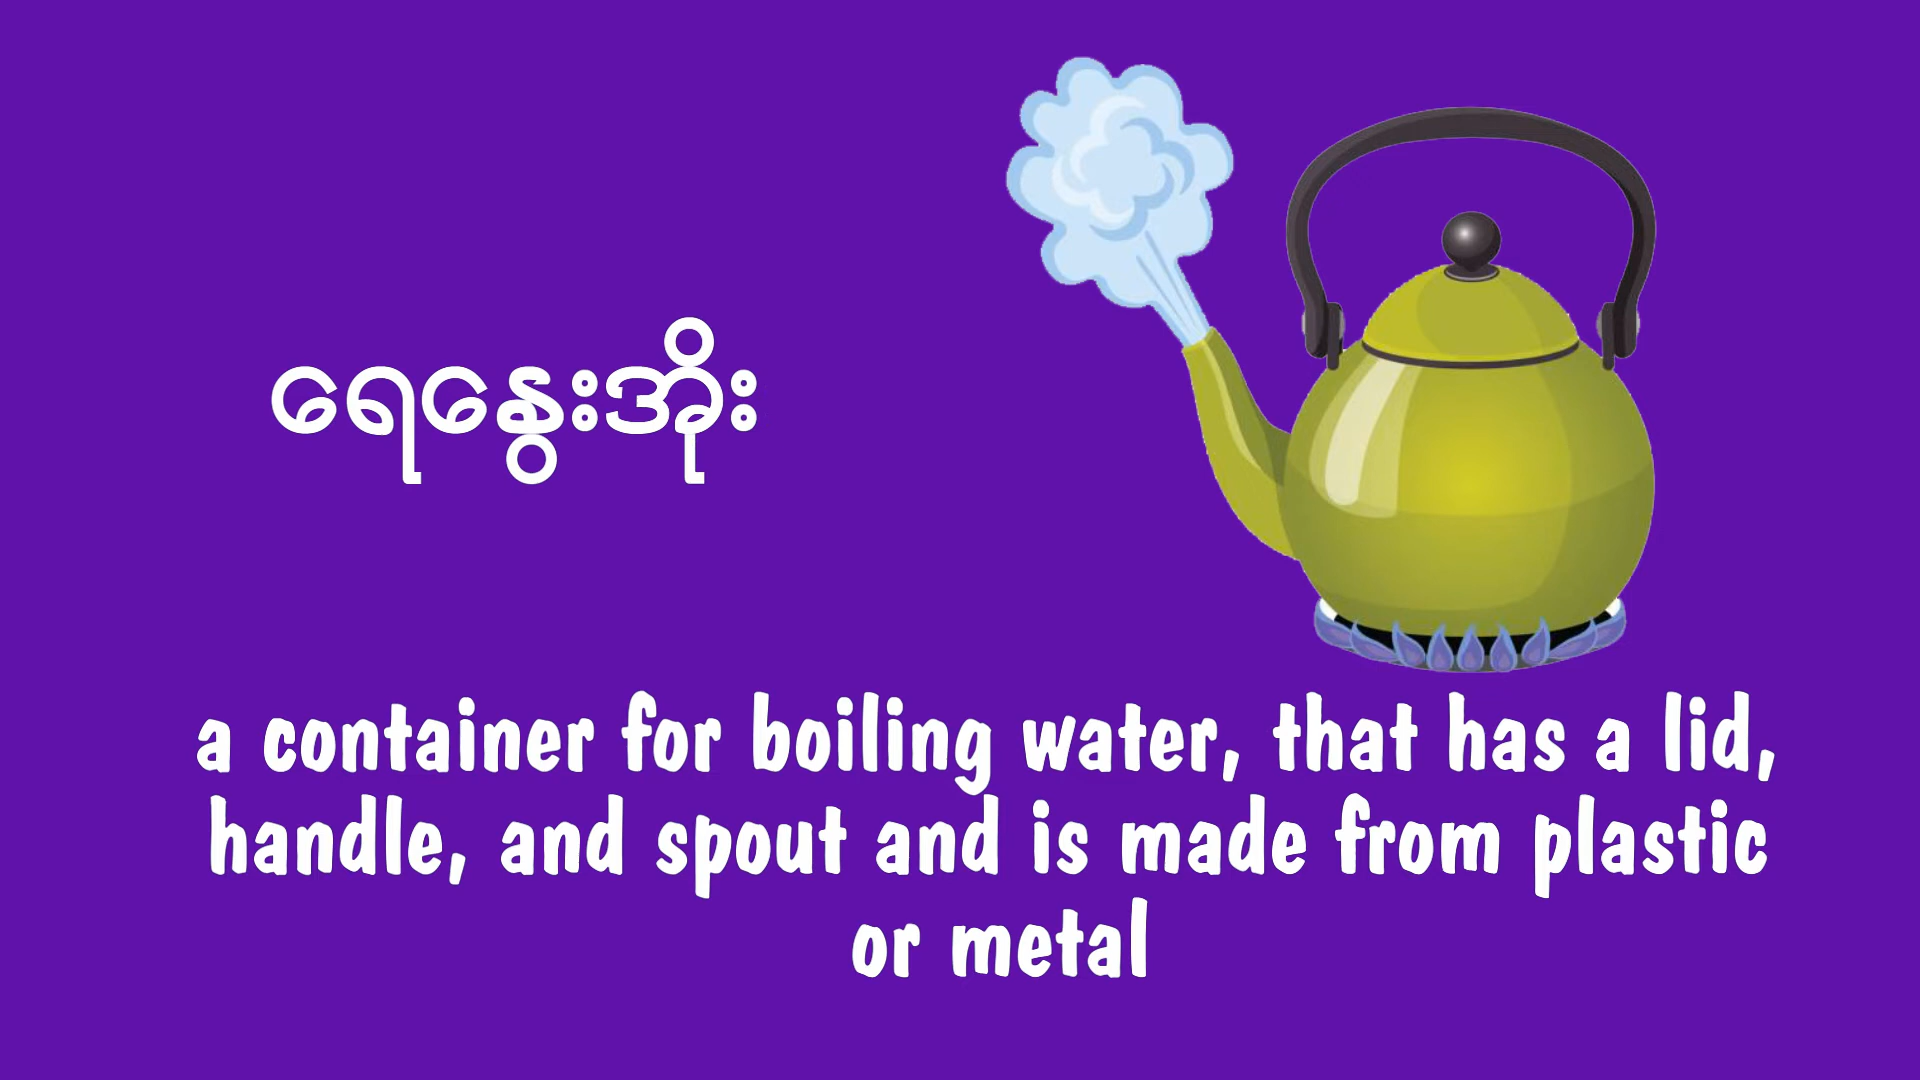 ရေနွေးအိုး
a container for boiling water, that has a lid,
handle, and spout and is made from plastic
or metal